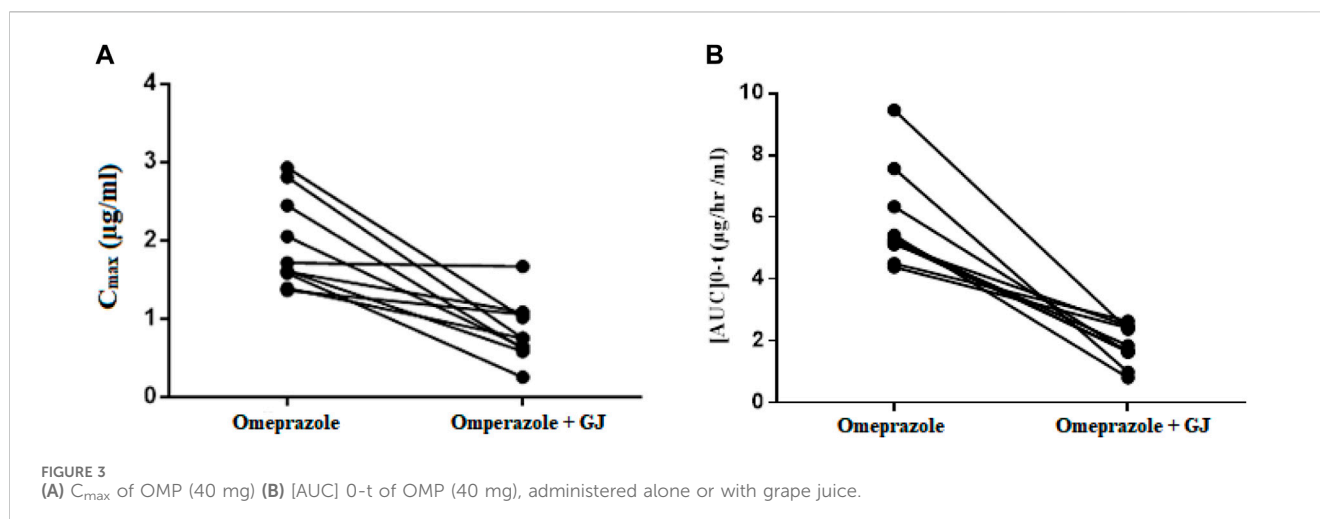 A
B
4
3
2
1
0
Cmax (µg/ml)
Omeprazole
Omperazole + GJ
10
8
6
4
2
0
[AUC]0-t (µg/hr /ml)
Omeprazole
Omeprazole + GJ
FIGURE 3
(A) Cmax of OMP (40 mg) (B) [AUC] 0-t of OMP (40 mg), administered alone or with grape juice.